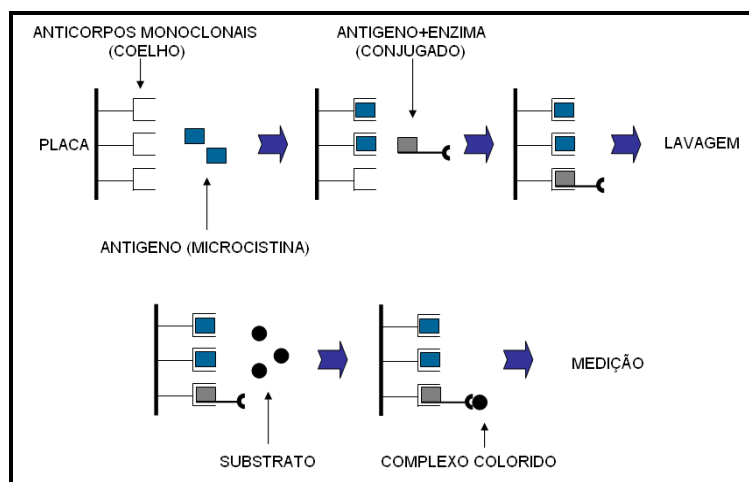 ANTICORPOS MONOCLONAIS
(COELHO)
ANTIGENO+ENZIMA
(CONJUGADO)
PLACA
LAVAGEM
ANTIGENO (MICROCISTINA)
MEDIÇÃO
SUBSTRATO
COMPLEXO COLORIDO